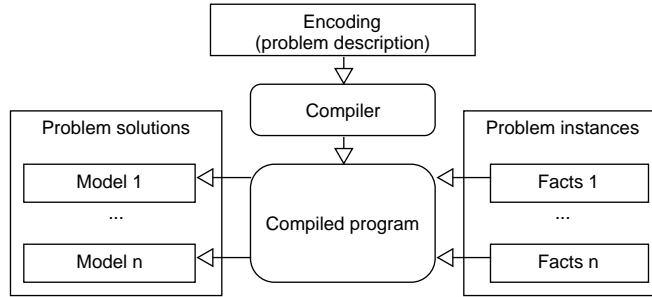 Encoding
(problem description)
Compiler
Problem solutions
Model 1
...
Model n
Compiled program
Problem instances
Facts 1
...
Facts n